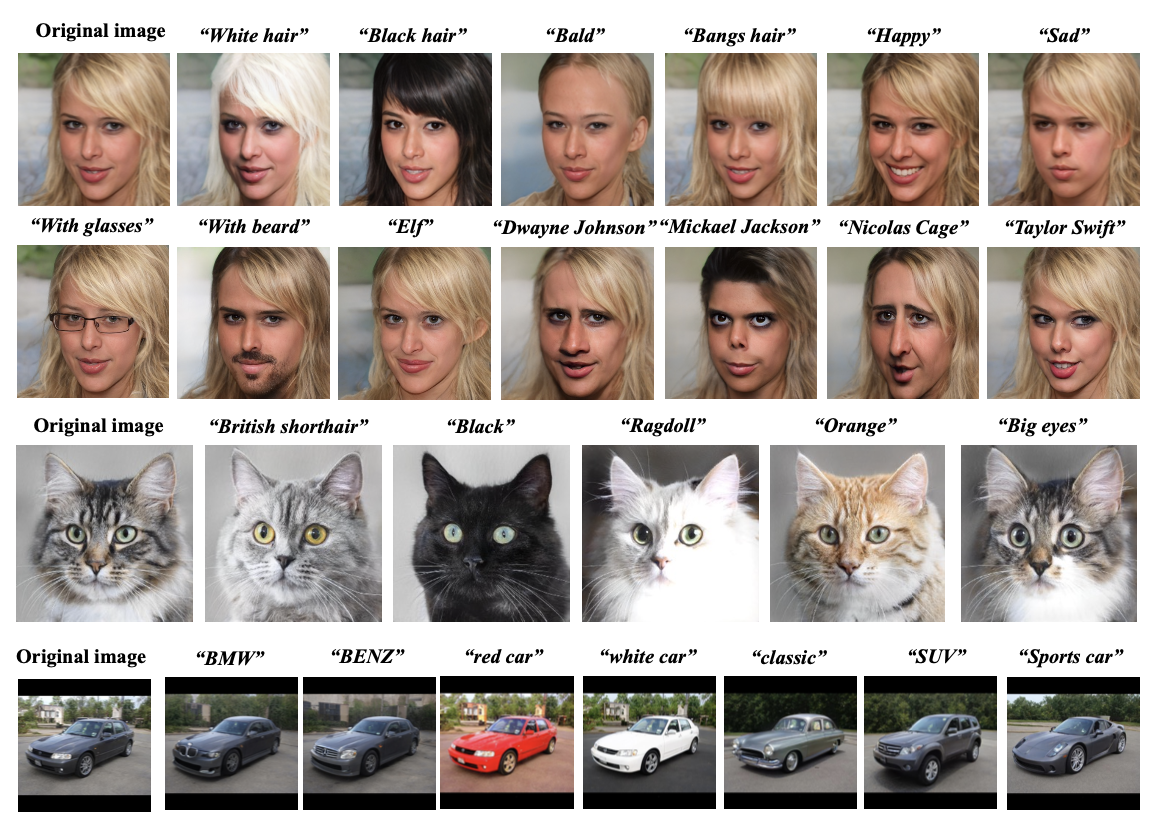 Original image “White hair” “Black hair” “Bald” “Bangs hair” “Happy” “Sad”
“With glasses” “With beard” “Elf” “Dwayne Johnson” “Mickael Jackson” “Nicolas Cage” “Taylor Swift”
Original image “British shorthair” “Black” “Ragdoll” “Orange” “Big eyes”
Original image “BMW” “BENZ” “red car” “white car” “classic” “SUV” “Sports car”